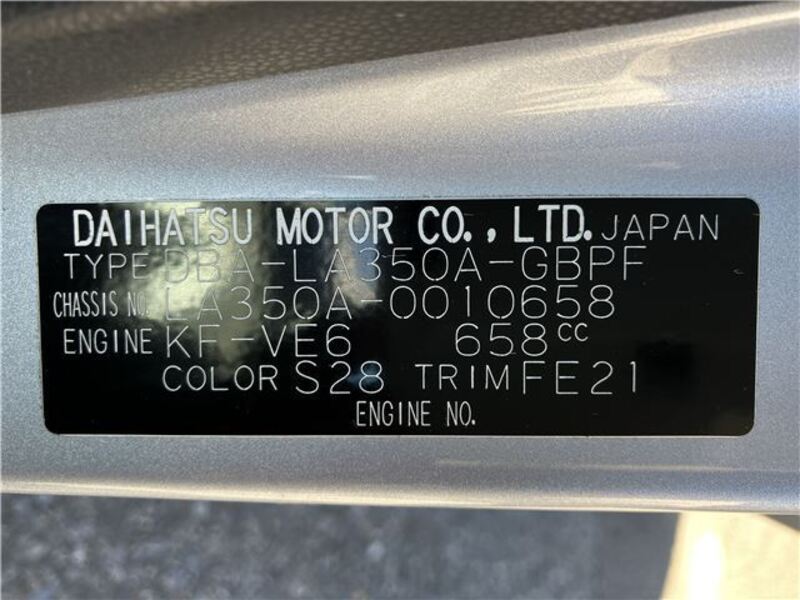 DAIHATSU MOTOR CO., LTD. JAPAN
TYPE DBA-LA350A-GBPF
CHASSIS NO. LA350A-0010658
ENGINE KF-VE6 658cc
COLOR S28 TRIM FE21
ENGINE NO.